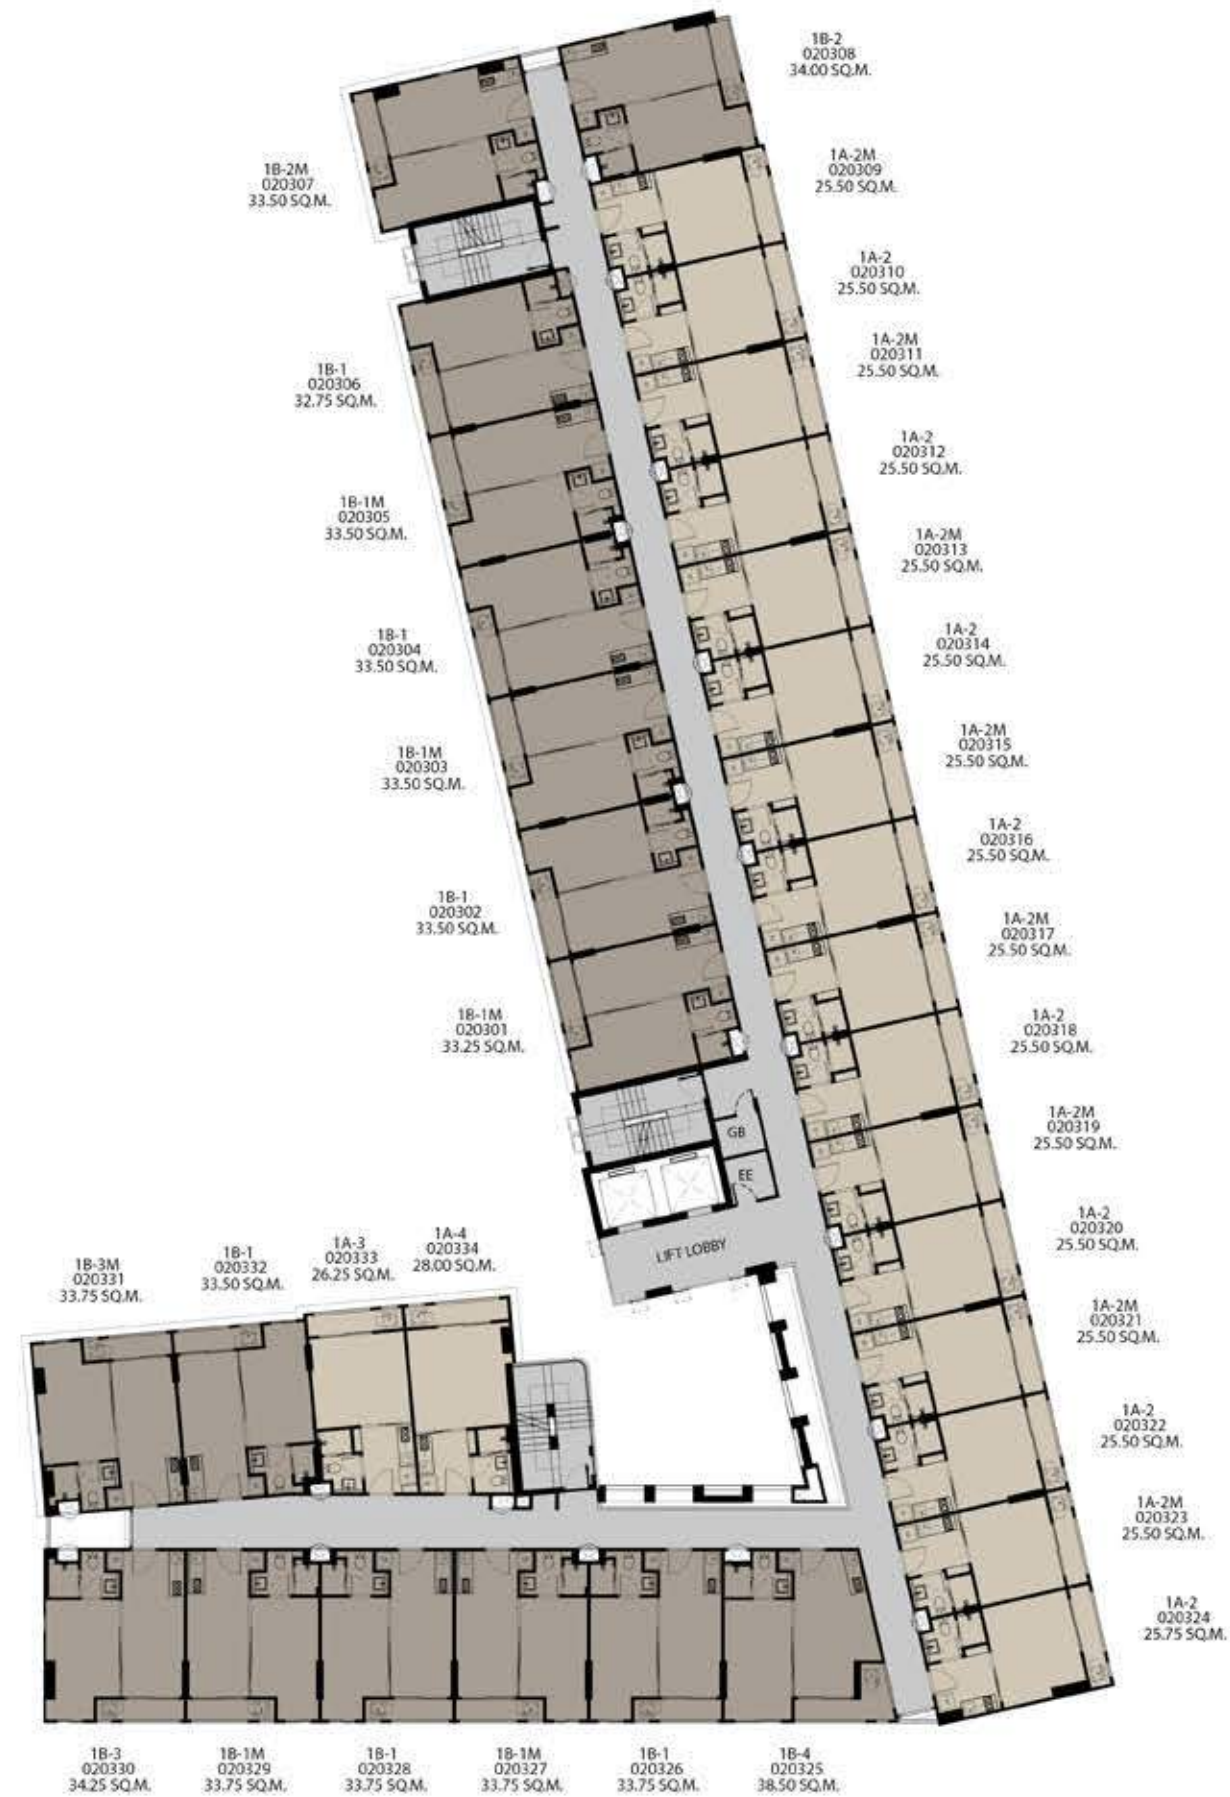 1B-2
020308
34.00 SQ.M.
1B-2M
020307
33.50 SQ.M.
1A-2M
020309
25.50 SQ.M.
1A-2
020310
25.50 SQ.M.
1A-2M
020311
25.50 SQ.M.
1B-1
020306
32.75 SQ.M.
1A-2
020312
25.50 SQ.M.
1B-1M
020305
33.50 SQ.M.
1A-2M
020313
25.50 SQ.M.
1B-1
020304
33.50 SQ.M.
1A-2
020314
25.50 SQ.M.
1B-1M
020303
33.50 SQ.M.
1A-2M
020315
25.50 SQ.M.
1A-2
020316
25.50 SQ.M.
1B-1
020302
33.50 SQ.M.
1A-2M
020317
25.50 SQ.M.
1B-1M
020301
33.25 SQ.M.
1A-2
020318
25.50 SQ.M.
GB
1A-2M
020319
25.50 SQ.M.
EE
LIFT LOBBY
1A-2
020320
25.50 SQ.M.
1B-3M
020331
33.75 SQ.M.
1B-1
020332
33.50 SQ.M.
1A-3
020333
26.25 SQ.M.
1A-4
020334
28.00 SQ.M.
1A-2M
020321
25.50 SQ.M.
1A-2
020322
25.50 SQ.M.
1A-2M
020323
25.50 SQ.M.
1A-2
020324
25.75 SQ.M.
1B-3
020330
34.25 SQ.M.
1B-1M
020329
33.75 SQ.M.
1B-1
020328
33.75 SQ.M.
1B-1M
020327
33.75 SQ.M.
1B-1
020326
33.75 SQ.M.
1B-4
020325
38.50 SQ.M.